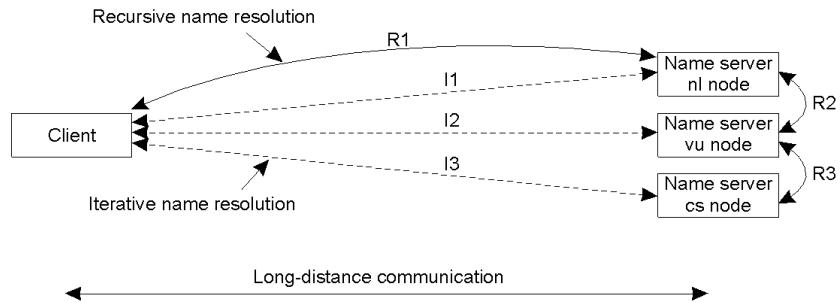 Recursive name resolution
R1
Name server
nl node
I1
R2
Client
I2
Name server
vu node
I3
R3
Name server
cs node
Iterative name resolution
Long-distance communication